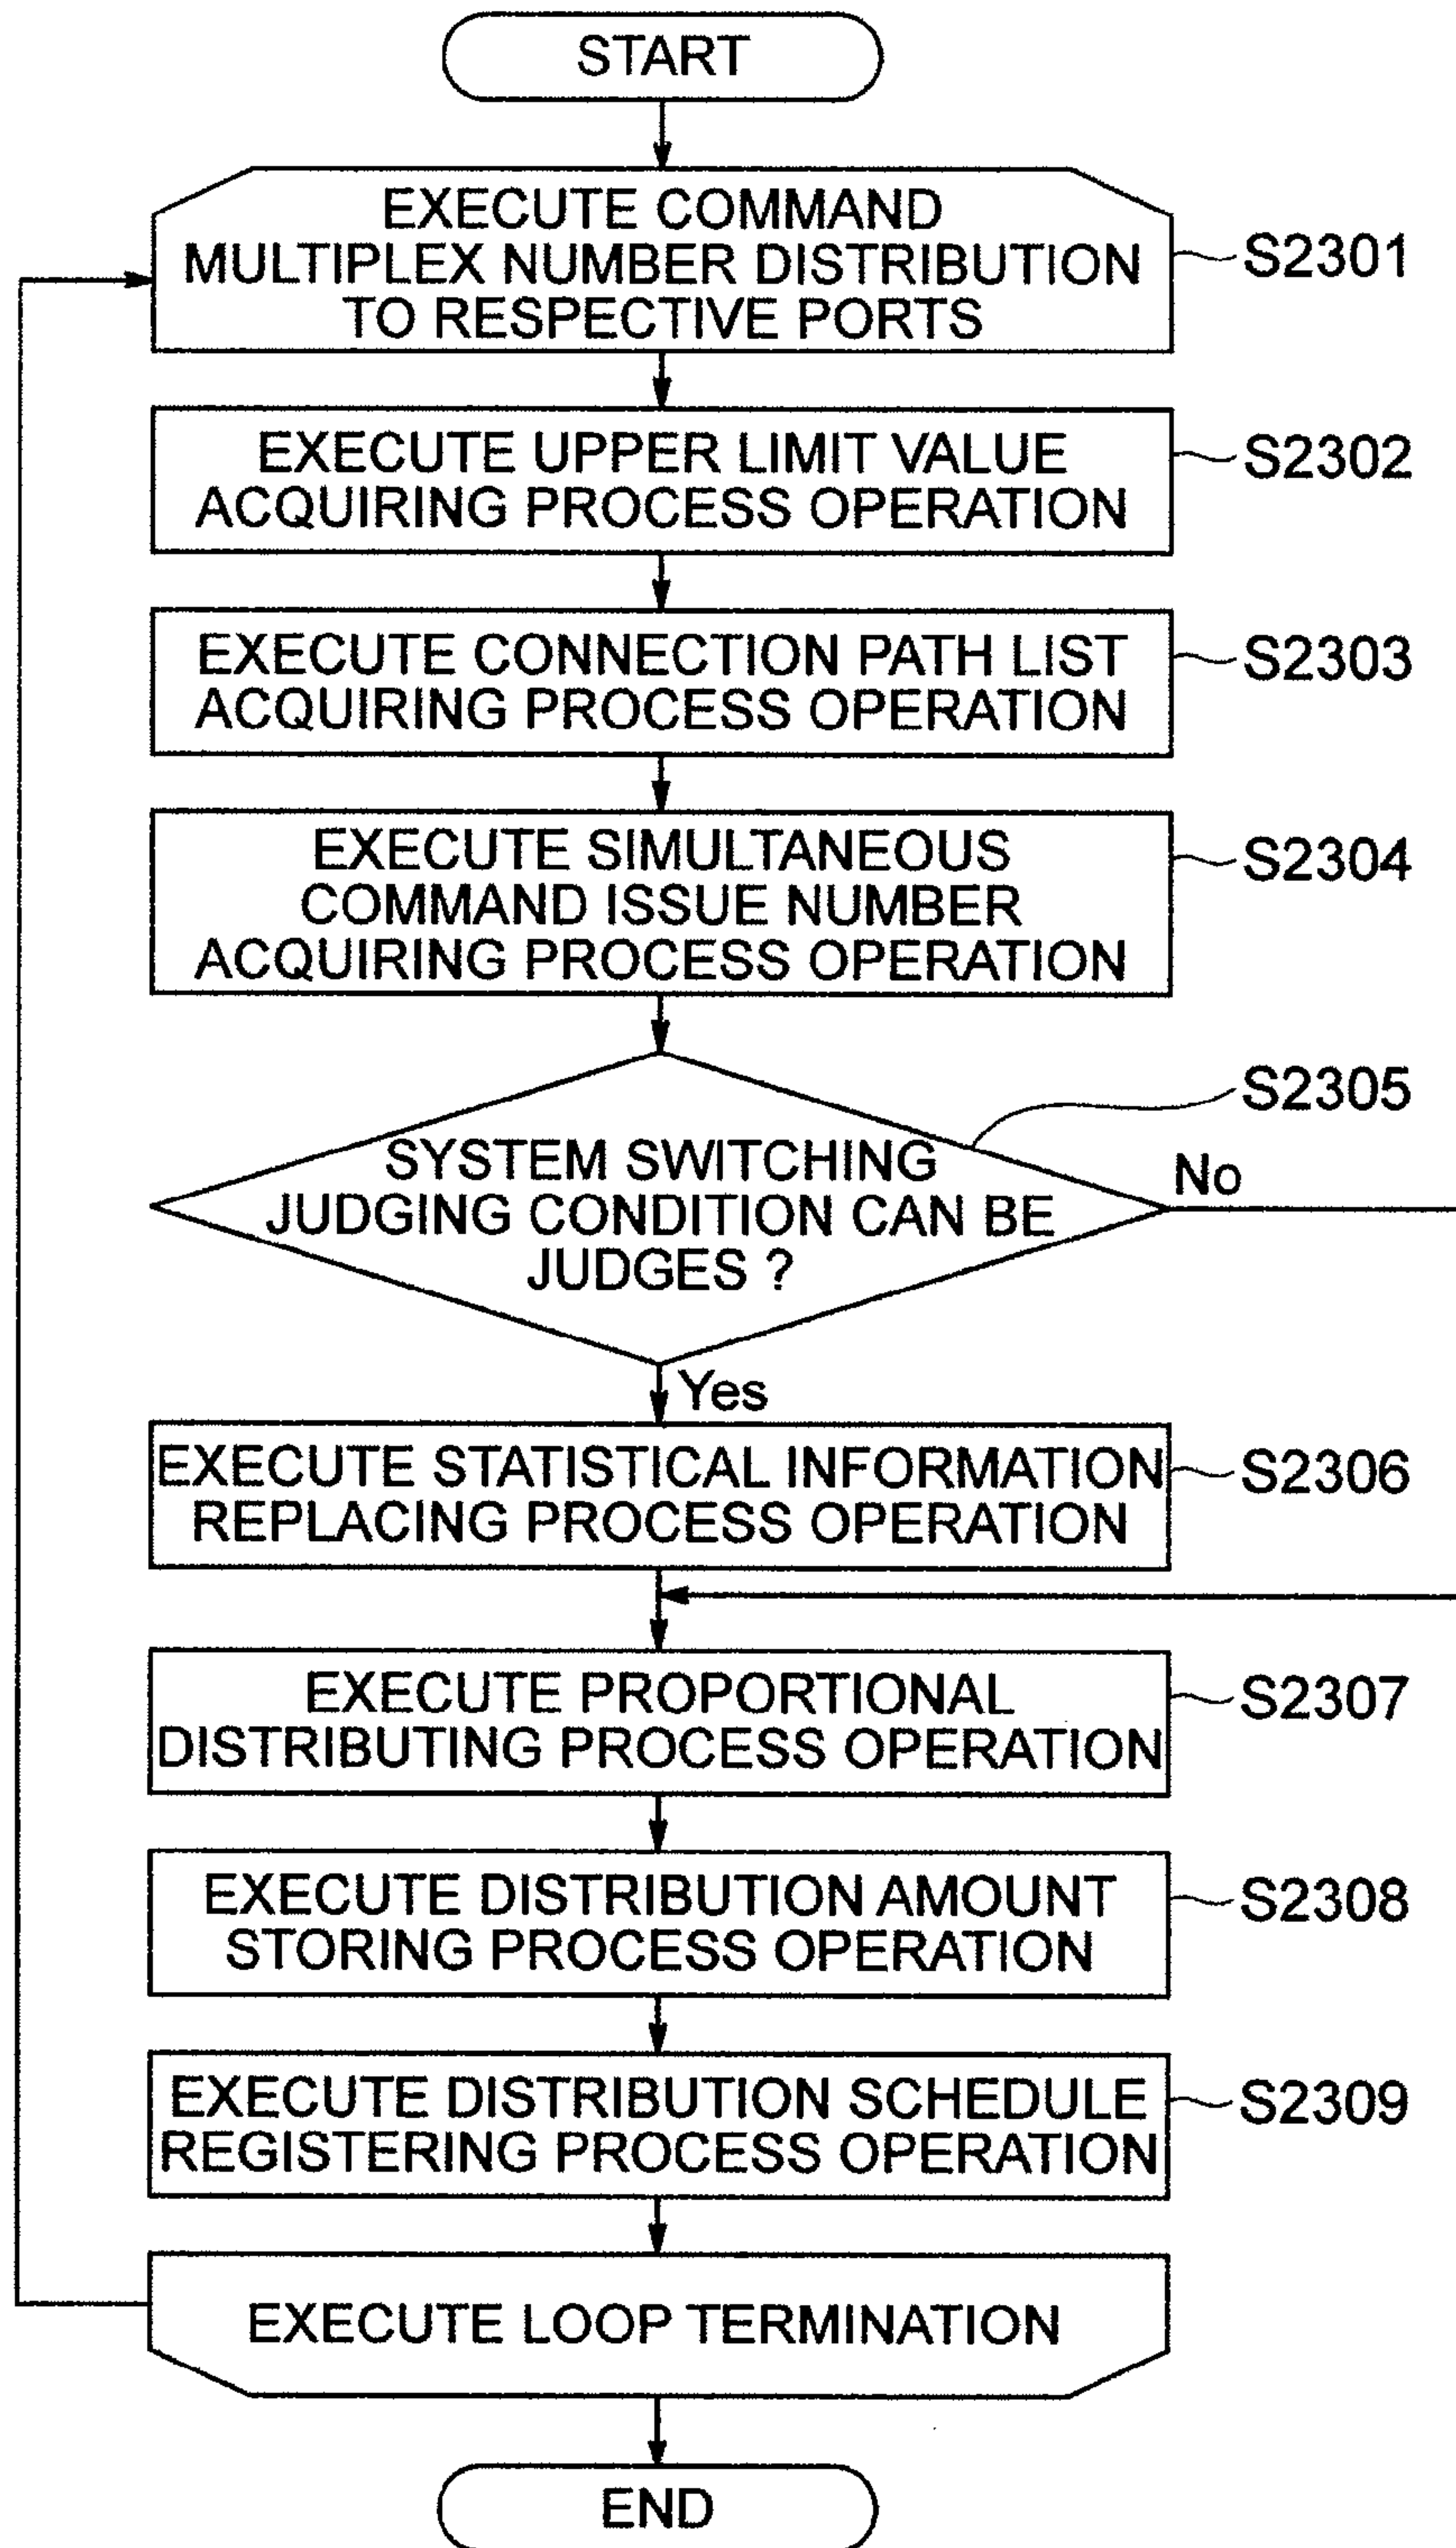 START
EXECUTE COMMAND
MULTIPLEX NUMBER DISTRIBUTION
TO RESPECTIVE PORTS
S2301
EXECUTE UPPER LIMIT VALUE
ACQUIRING PROCESS OPERATION
S2302
EXECUTE CONNECTION PATH LIST
ACQUIRING PROCESS OPERATION
S2303
EXECUTE SIMULTANEOUS
COMMAND ISSUE NUMBER
ACQUIRING PROCESS OPERATION
S2304
SYSTEM SWITCHING
JUDGING CONDITION CAN BE
JUDGES ?
S2305
No
Yes
EXECUTE STATISTICAL INFORMATION
REPLACING PROCESS OPERATION
S2306
EXECUTE PROPORTIONAL
DISTRIBUTING PROCESS OPERATION
S2307
EXECUTE DISTRIBUTION AMOUNT
STORING PROCESS OPERATION
S2308
EXECUTE DISTRIBUTION SCHEDULE
REGISTERING PROCESS OPERATION
S2309
EXECUTE LOOP TERMINATION
END